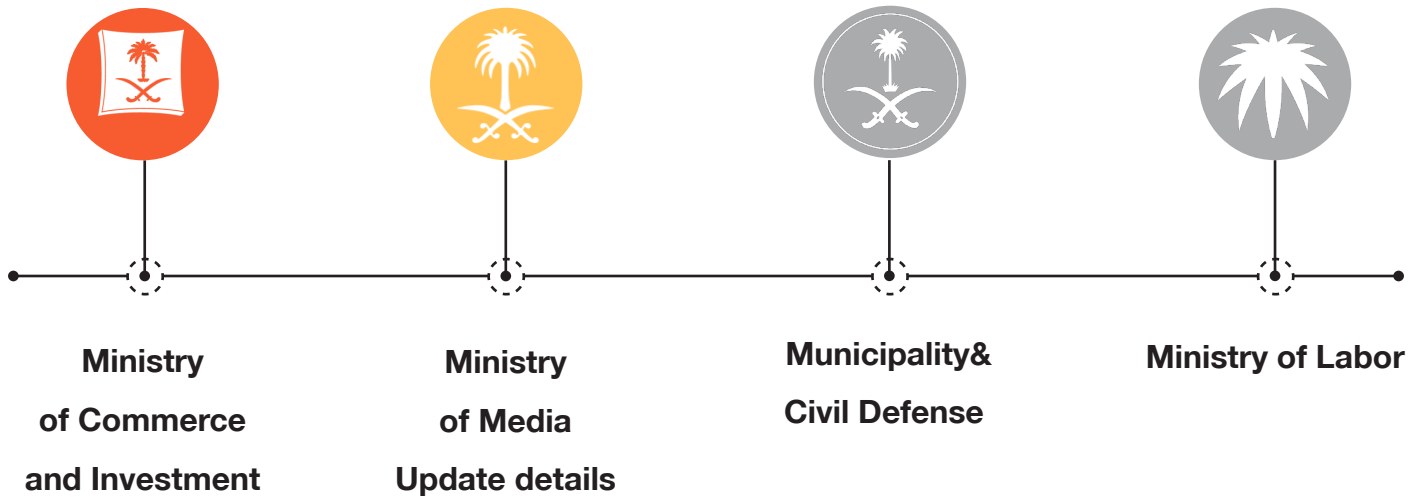 Ministry
of Commerce
and Investment
Ministry
of Media
Update details
Municipality&
Civil Defense
Ministry of Labor